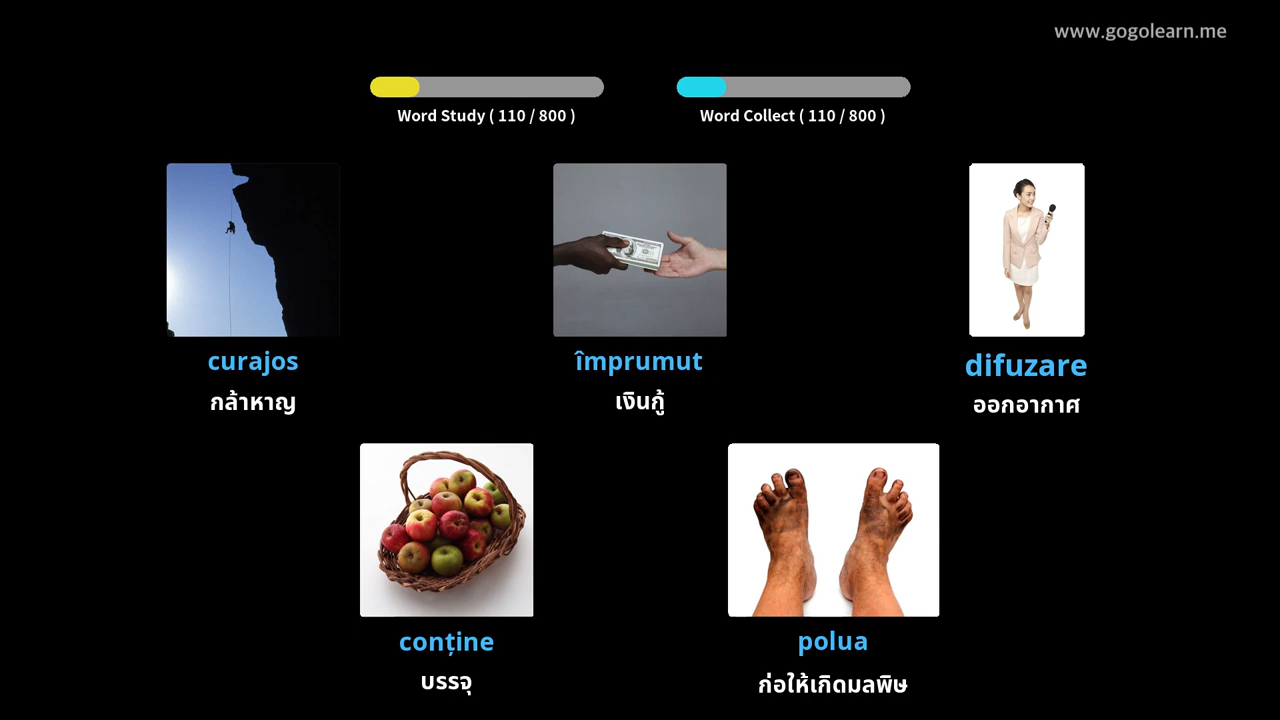 www.gogolearn.me
Word Study ( 110 / 800 )
Word Collect ( 110 / 800 )
curajos
กล้าหาญ
împrumut
เงินกู้
difuzare
ออกอากาศ
conține
บรรจุ
polua
ก่อให้เกิดมลพิษ